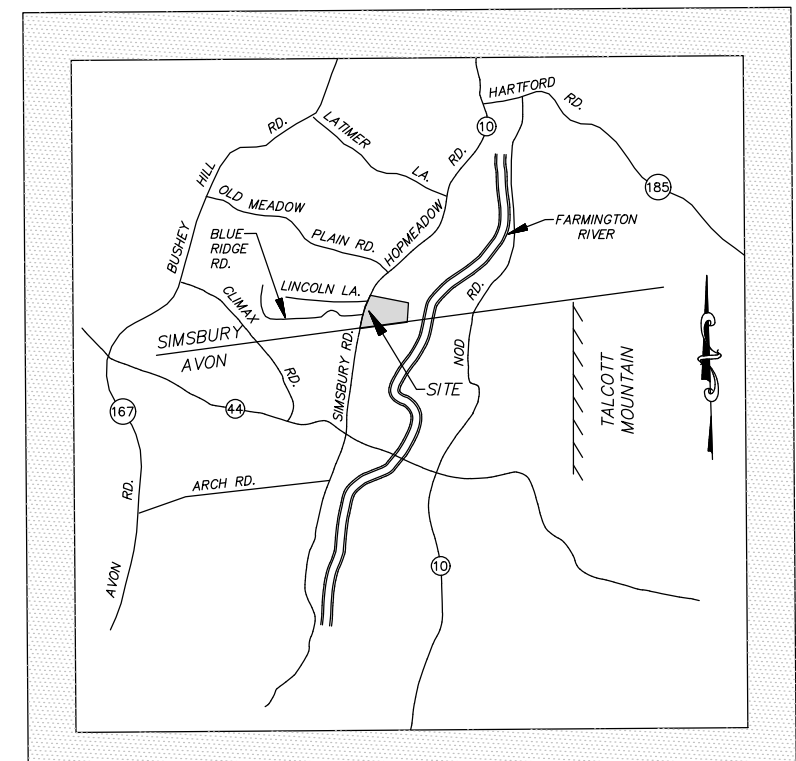 HARTFORD RD.
10
LATIMER LA.
BUSHEY HILL RD.
185
HOPMEADOW RD.
OLD MEADOW PLAIN RD.
FARMINGTON
RIVER
BLUE
RIDGE
RD.
LINCOLN LA.
CLIMAX RD.
SIMSBURY
AVON
SIMSBURY RD.
NOD RD.
SITE
TALCOTT
MOUNTAIN
167
44
ARCH RD.
AVON RD.
10